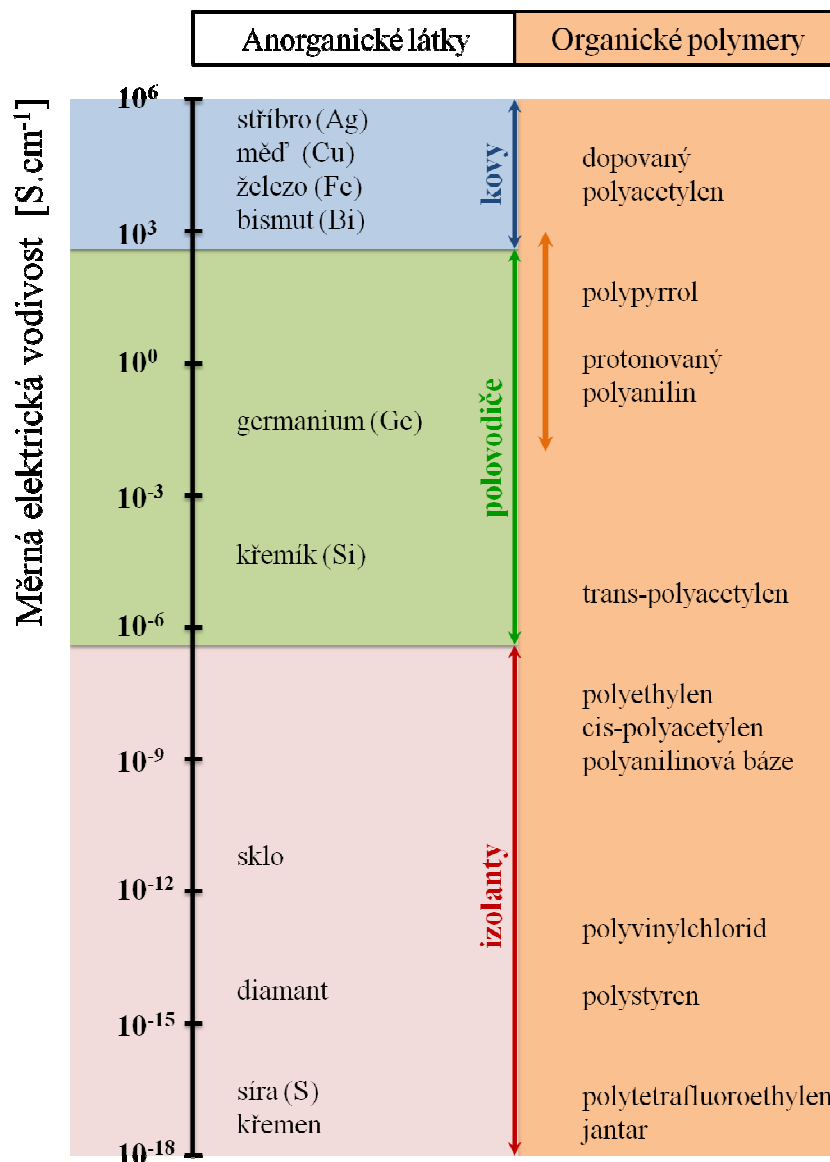 Anorganické látky
Organické polymery
Měrná elektrická vodivost [S.cm-1]
10^6
10^3
10^0
10^-3
10^-6
10^-9
10^-12
10^-15
10^-18
stříbro (Ag)
měď (Cu)
železo (Fe)
bismut (Bi)
germanium (Ge)
křemík (Si)
sklo
diamant
síra (S)
křemen
kovy
polovodiče
izolanty
dopovaný
polyacetylen
polypyrrol
protonovaný
polyanilin
trans-polyacetylen
polyethylen
cis-polyacetylen
polyanilinová báze
polyvinylchlorid
polystyren
polytetrafluoroethylen
jantar